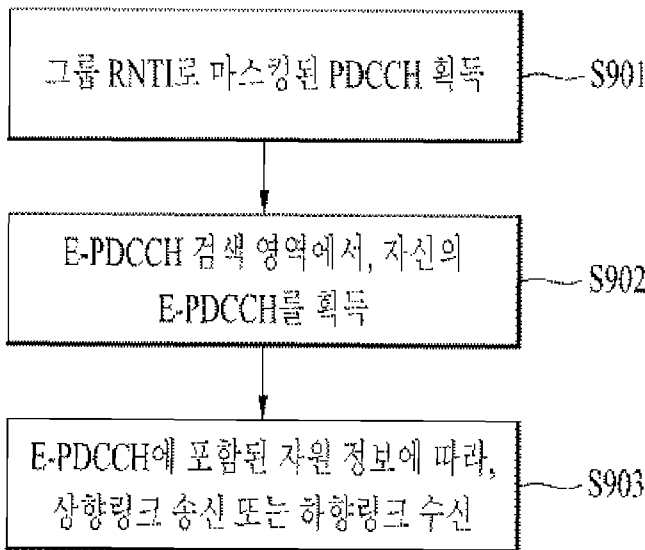 그룹 RNTI로 마스킹된 PDCCH 획득
S901
E-PDCCH 검색 영역에서, 자신의
E-PDCCH를 획득
S902
E-PDCCH에 포함된 자원 정보에 따라,
상향링크 송신 또는 하향링크 수신
S903